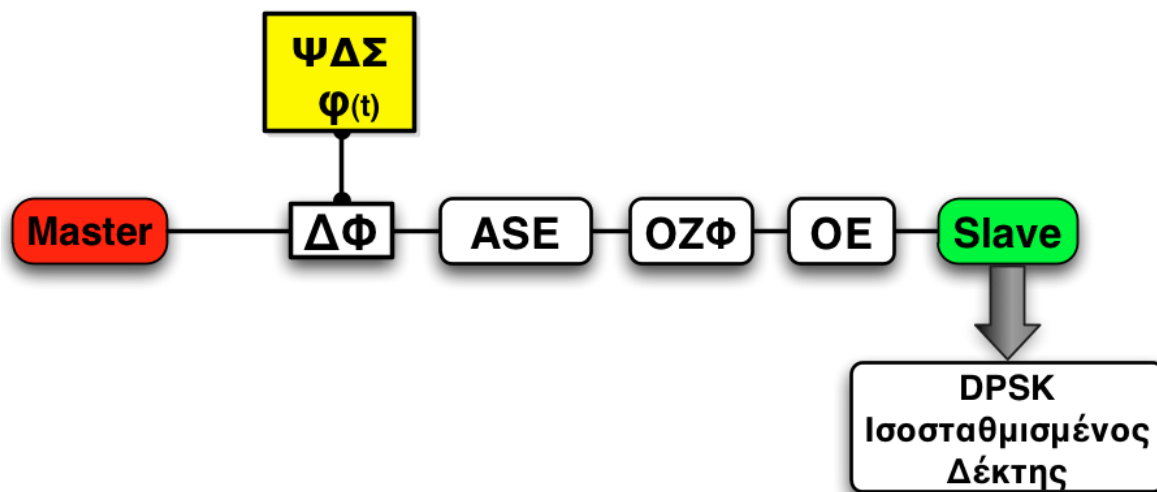 ΨΔΣ
φ(t)
Master
ΔΦ
ASE
ΟΖΦ
ΟΕ
Slave
DPSK
Ισοσταθμισμένος
Δέκτης